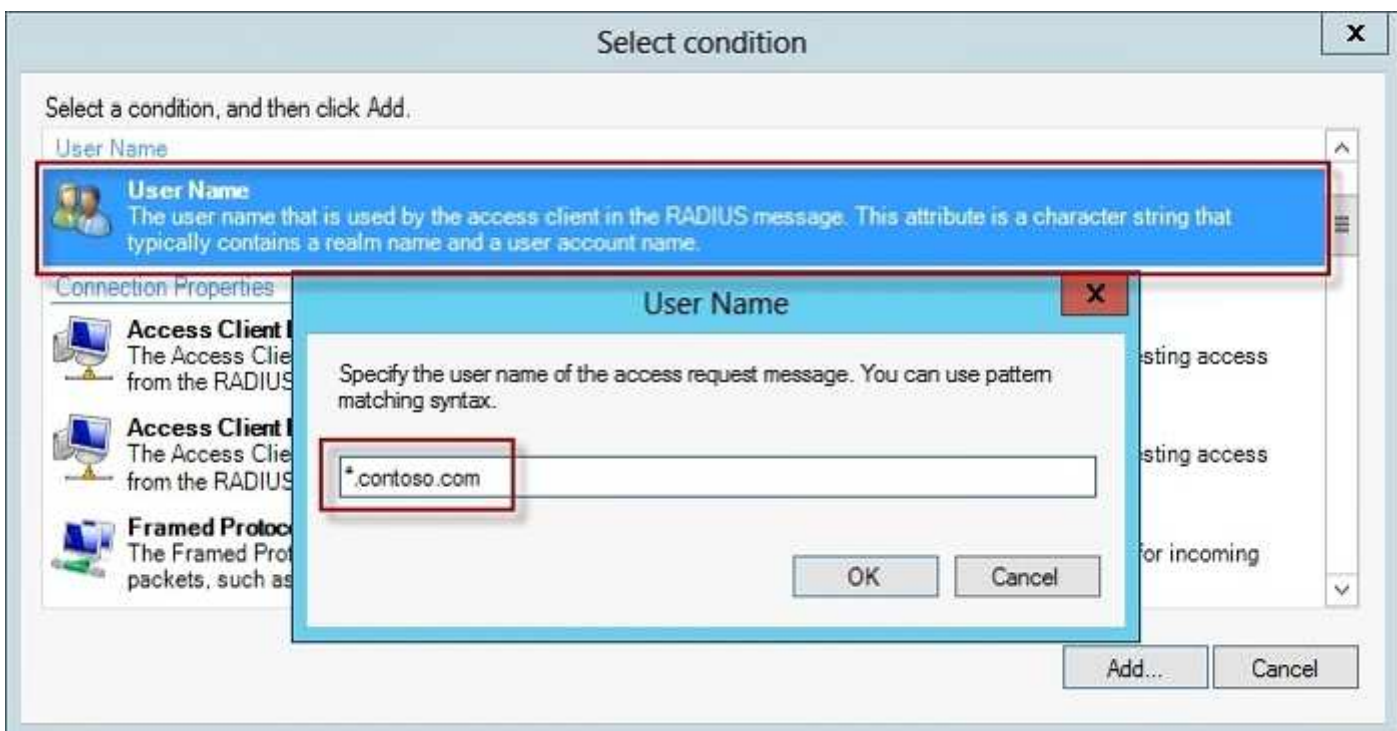 Select condition
X
Select a condition, and then click Add.
User Name
User Name
The user name that is used by the access client in the RADIUS message. This attribute is a character string that
typically contains a realm name and a user account name.
Connection Properties
Access Client
The Access Clie
from the RADIUS
Access Client
The Access Clie
from the RADIUS
Framed Protoc
The Framed Prot
packets, such as
esting access
esting access
for incoming
User Name
X
Specify the user name of the access request message. You can use pattern
matching syntax.
*.contoso.com
OK Cancel
Add... Cancel